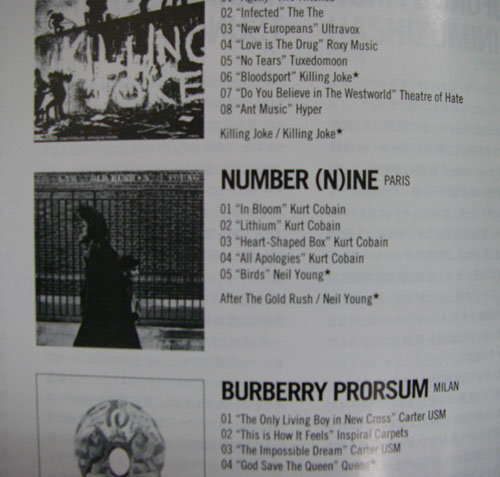 KILLING
JOKE
02 "Infected" The The
03 "New Europeans" Ultravox
04 "Love is The Drug" Roxy Music
05 "No Tears" Tuxedomoon
06 "Bloodsport" Killing Joke★
07 "Do You Believe in The Westworld" Theatre of Hate
08 "Ant Music" Hyper
Killing Joke / Killing Joke★
NUMBER (N)INE PARIS
01 "In Bloom" Kurt Cobain
02 "Lithium" Kurt Cobain
03 "Heart-Shaped Box" Kurt Cobain
04 "All Apologies" Kurt Cobain
05 "Birds" Neil Young★
After The Gold Rush / Neil Young★
BURBERRY PRORSUM MILAN
01 "The Only Living Boy in New Cross" Carter USM
02 "This is How It Feels" Inspiral Carpets
03 "The Impossible Dream" Carter USM
04 "God Save The Queen" Queen★